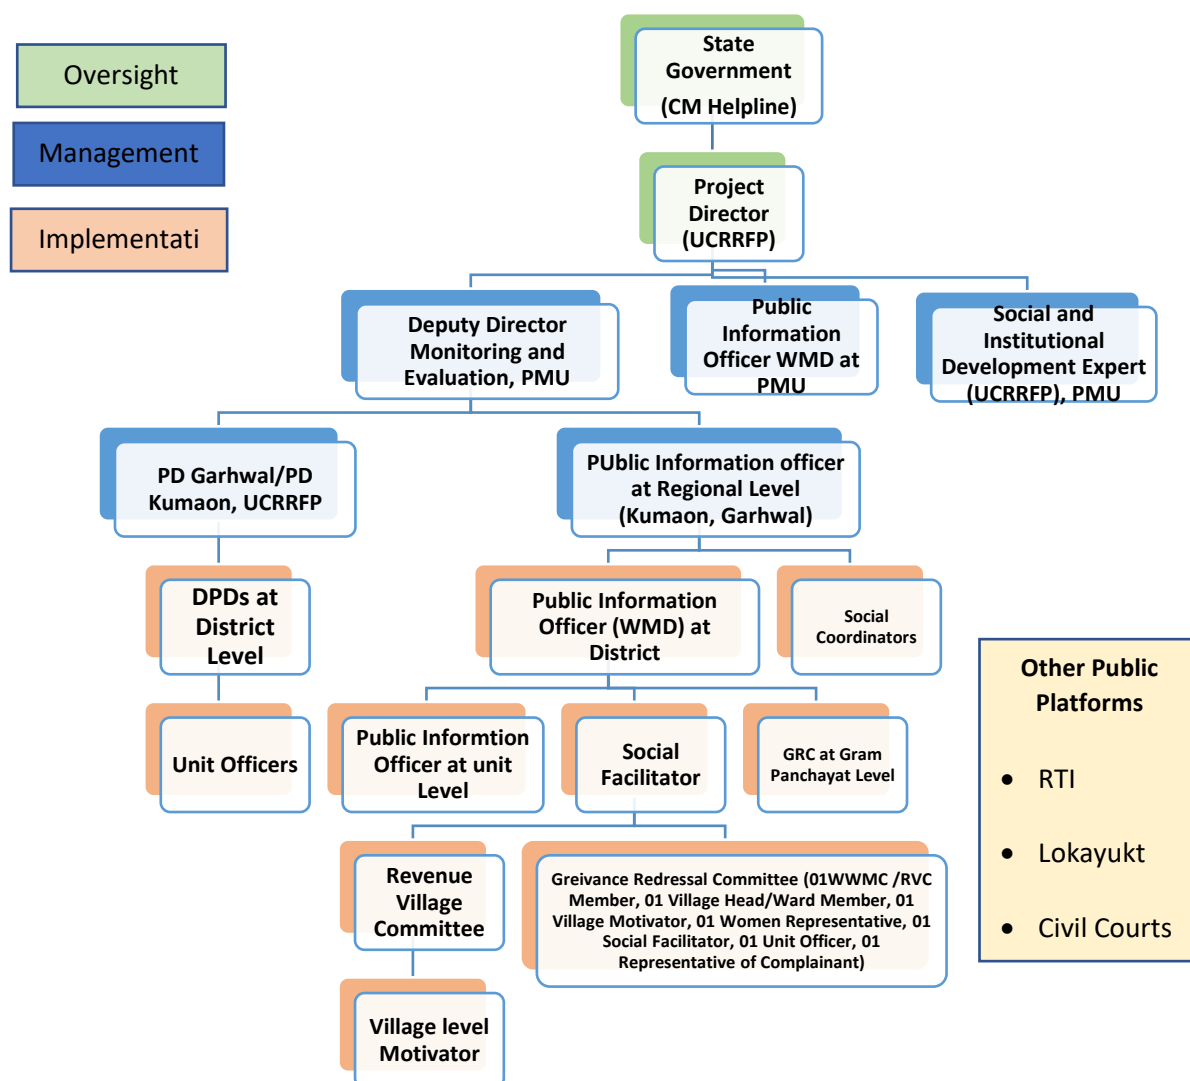 Oversight
Management
Implementati
State
Government
(CM Helpline)
Project
Director
(UCRRFP)
Deputy Director
Monitoring and
Evaluation, PMU
Public
Information
Officer WMD at
PMU
Social and
Institutional
Development Expert
(UCRRFP), PMU
PD Garhwal/PD
Kumaon, UCRRFP
PUblic Information officer
at Regional Level
(Kumaon, Garhwal)
DPDs at
District
Level
Public Information
Officer (WMD) at
District
Social
Coordinators
Unit Officers
Public Informtion
Officer at unit
Level
Social
Facilitator
GRC at Gram
Panchayat Level
Revenue
Village
Committee
Greivance Redressal Committee (01WWMC /RVC
Member, 01 Village Head/Ward Member, 01
Village Motivator, 01 Women Representative, 01
Social Facilitator, 01 Unit Officer, 01
Representative of Complainant)
Village level
Motivator
Other Public
Platforms
• RTI
• Lokayukt
• Civil Courts